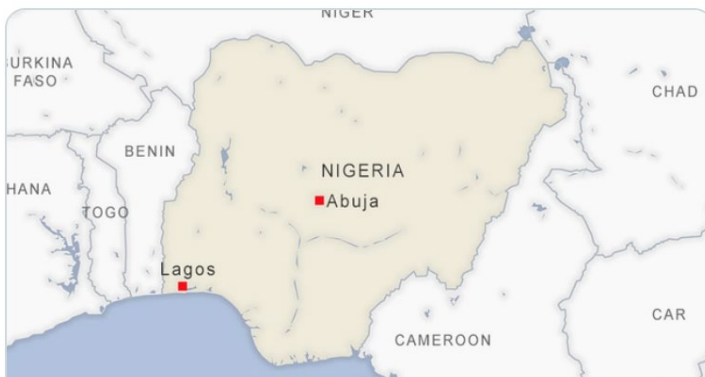 NIGER
BURKINA
FASO
CHAD
BENIN
NIGERIA
HANA
TOGO
Abuja
Lagos
CAMEROON
CAR